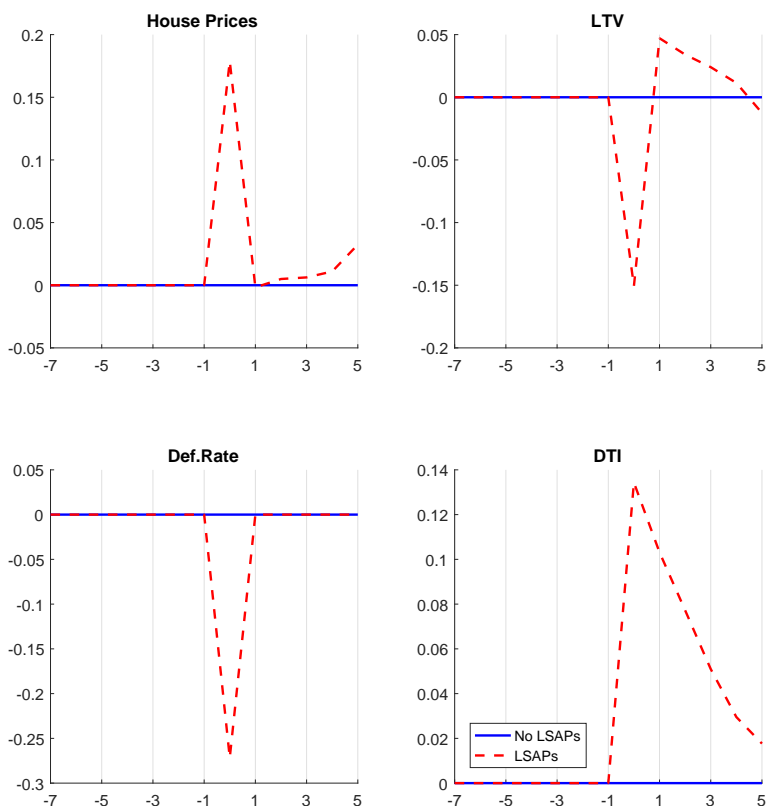 House Prices
0.2
0.15
0.1
0.05
0
-0.05
-7 -5 -3 -1 1 3 5
LTV
0.05
0
-0.05
-0.1
-0.15
-0.2
-7 -5 -3 -1 1 3 5
Def.Rate
0.05
0
-0.05
-0.1
-0.15
-0.2
-0.25
-0.3
-7 -5 -3 -1 1 3 5
DTI
0.14
0.12
0.1
0.08
0.06
0.04
0.02
0
No LSAPs
LSAPs
-7 -5 -3 -1 1 3 5